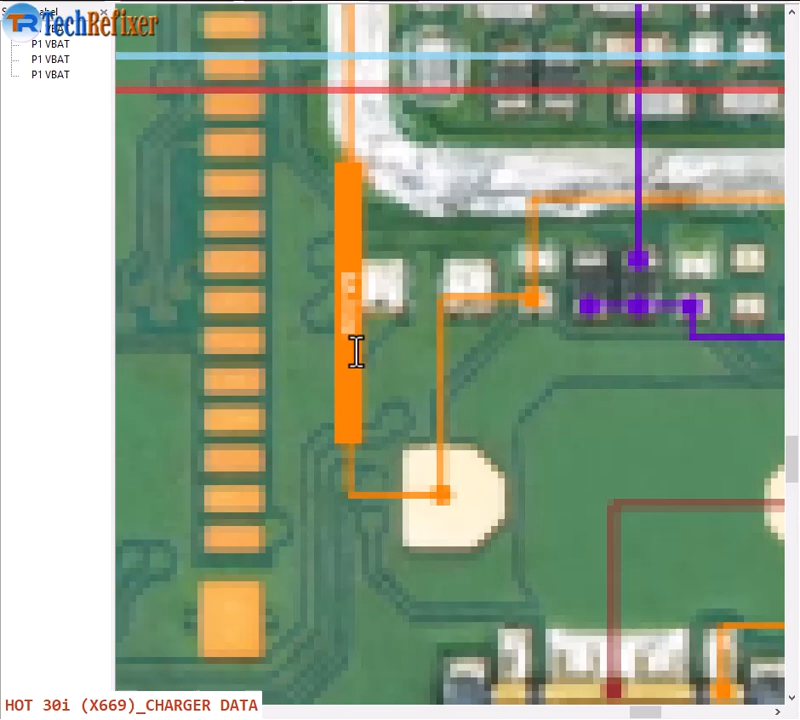 TechRefixer
P1 VBAT
P1 VBAT
P1 VBAT
HOT 30i (X669)_CHARGER DATA